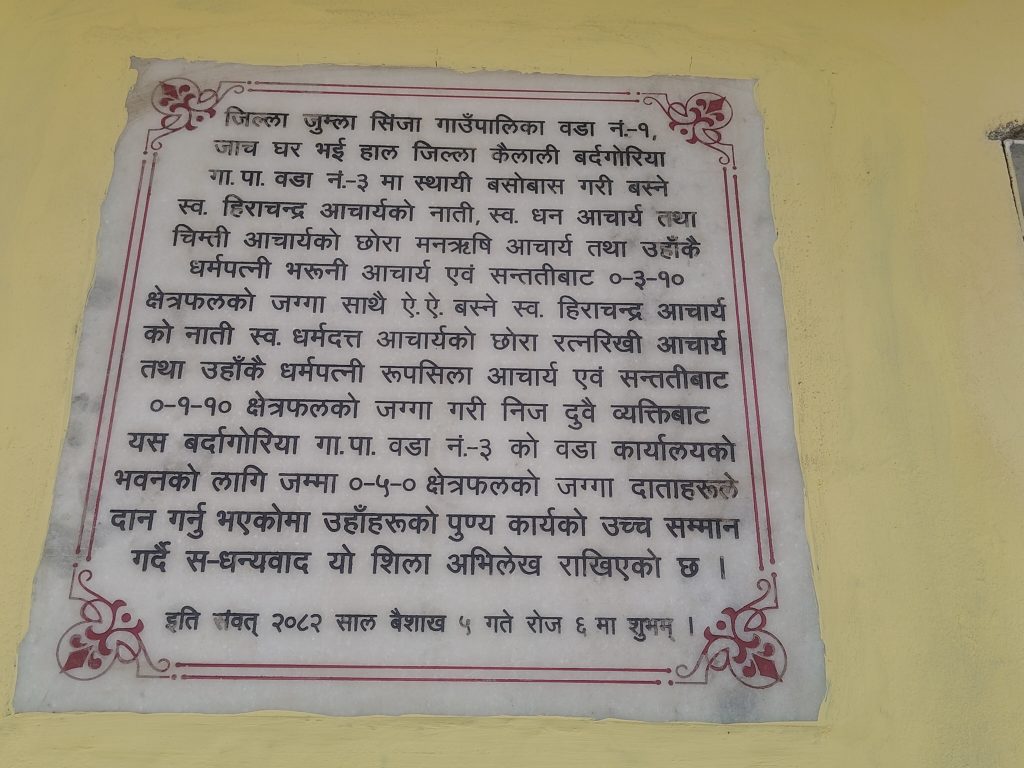 जिल्ला जुम्ला सिंजा गाउँपालिका वडा नं.-१,
जाच घर भई हाल जिल्ला कैलाली बर्दगोरिया
गा.पा. वडा नं.-३ मा स्थायी बसोबास गरी बस्ने
स्व. हिराचन्द्र आचार्यको नाती, स्व. धन आचार्य तथा
चिम्ती आचार्यको छोरा मनऋषि आचार्य तथा उहाँकै
धर्मपत्नी भरूनी आचार्य एवं सन्ततीबाट ०-३-१०
क्षेत्रफलको जग्गा साथै ऐ.ऐ. बस्ने स्व. हिराचन्द्र आचार्य
को नाती स्व. धर्मदत्त आचार्यको छोरा रत्नरिखी आचार्य
तथा उहाँकै धर्मपत्नी रूपसिला आचार्य एवं सन्ततीबाट
०-१-१० क्षेत्रफलको जग्गा गरी निज दुवै व्यक्तिबाट
यस बर्दागोरिया गा.पा. वडा नं.-३ को वडा कार्यालयको
भवनको लागि जम्मा ०-५-० क्षेत्रफलको जग्गा दाताहरूले
दान गर्नु भएकोमा उहाँहरूको पुण्य कार्यको उच्च सम्मान
गर्दै स-धन्यवाद यो शिला अभिलेख राखिएको छ ।
इति संवत् २०८२ साल बैशाख ५ गते रोज ६ मा शुभम् ।